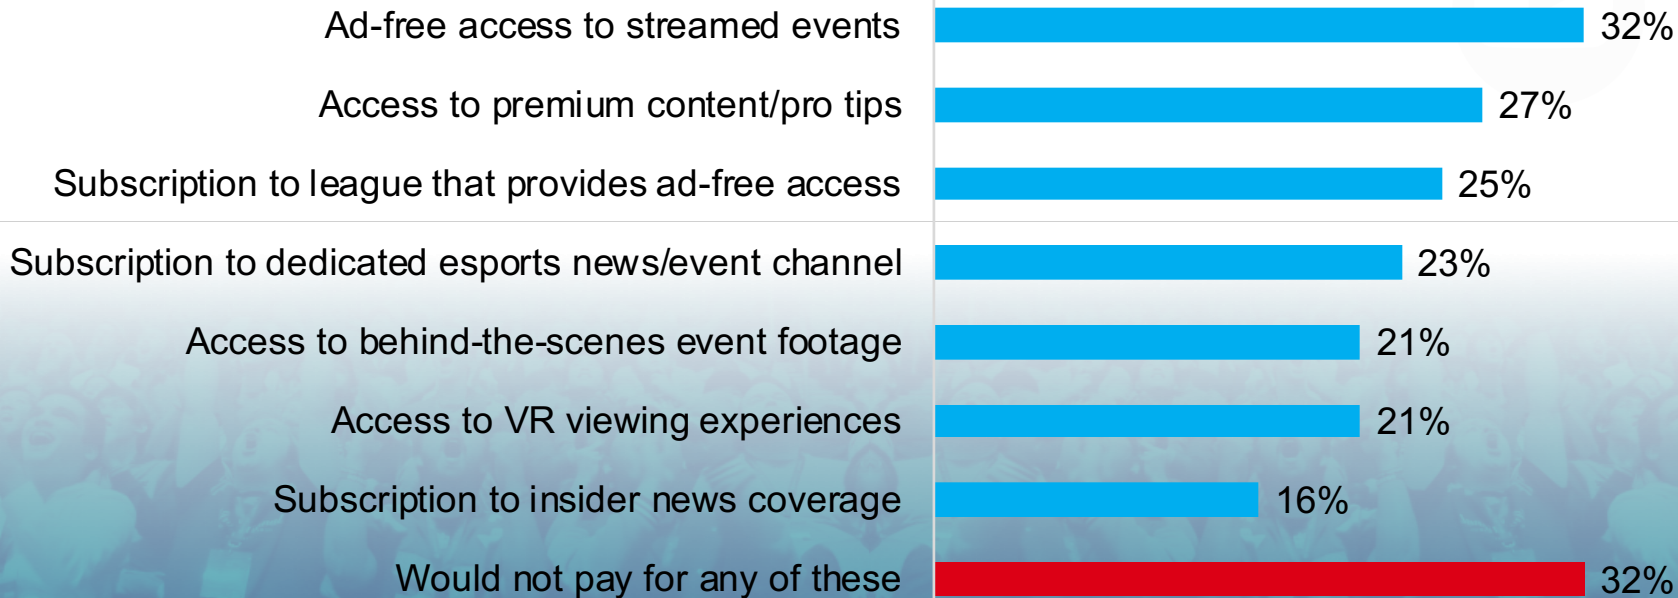 Ad-free access to streamed events 32%
Access to premium content/pro tips 27%
Subscription to league that provides ad-free access 25%
Subscription to dedicated esports news/event channel 23%
Access to behind-the-scenes event footage 21%
Access to VR viewing experiences 21%
Subscription to insider news coverage 16%
Would not pay for any of these 32%